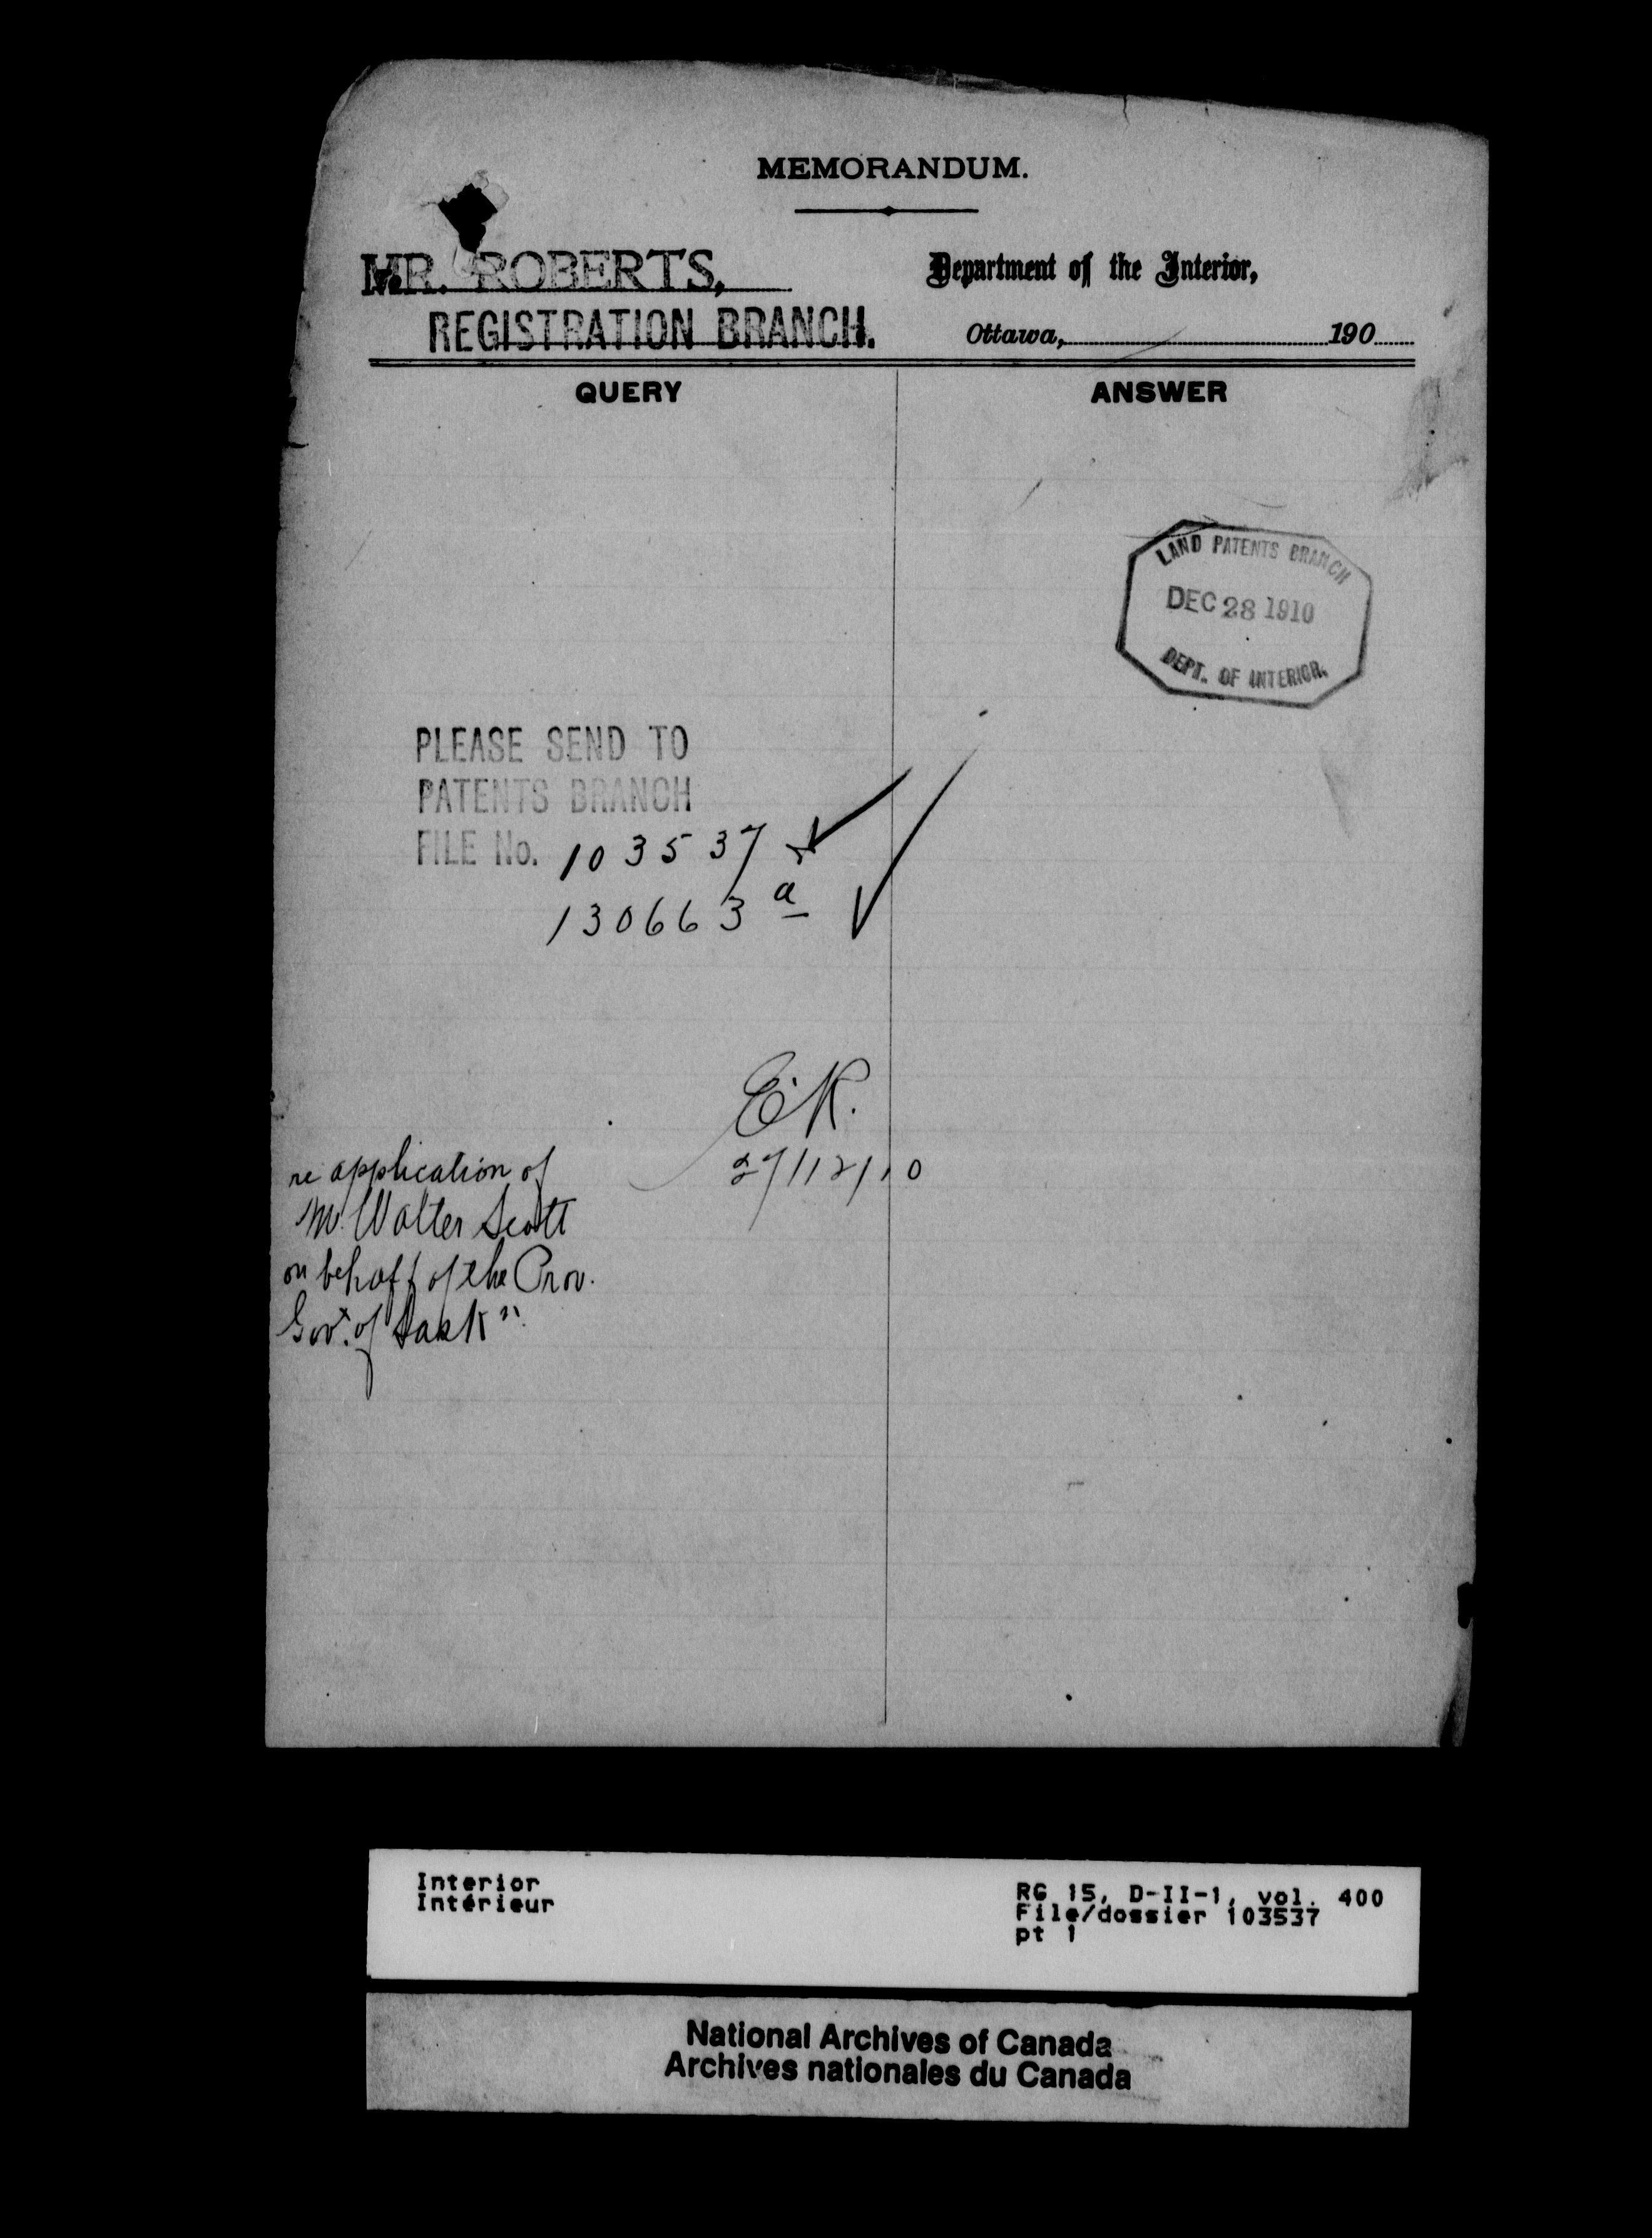 MEMORANDUM.
MR. ROBERTS,
REGISTRATION BRANCH.
Department of the Interior,
Ottawa, 190
QUERY
ANSWER
LAND PATENTS BRANCH
DEC 28 1910
DEPT. OF INTERIOR.
PLEASE SEND TO
PATENTS BRANCH
FILE No. 103537
130663 a
E.K.
27/12/10
re application of
Mr. Walter Scott
on behalf of the Prov.
Govt. of Sask n.
Interior
Intérieur
RG 15, D-II-1, vol. 400
File/dossier 103537
pt 1
National Archives of Canada
Archives nationales du Canada